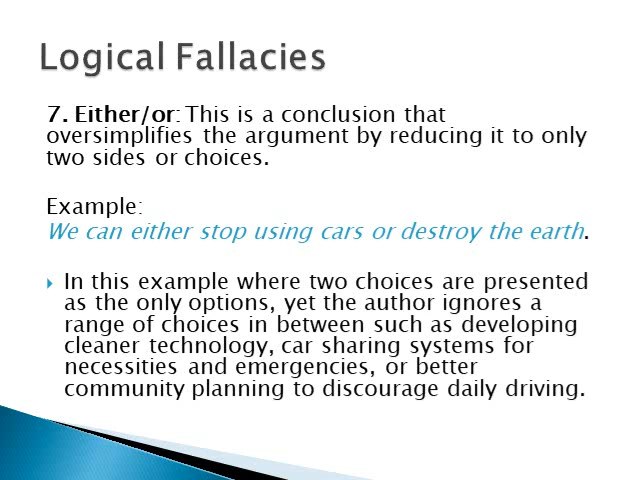 Logical Fallacies
7. Either/or: This is a conclusion that
oversimplifies the argument by reducing it to only
two sides or choices.
Example:
We can either stop using cars or destroy the earth.
In this example where two choices are presented
as the only options, yet the author ignores a
range of choices in between such as developing
cleaner technology, car sharing systems for
necessities and emergencies, or better
community planning to discourage daily driving.